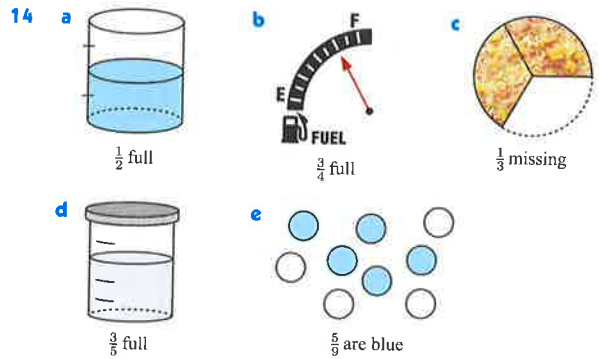 14 a
b
c
F
E
FUEL
1/2 full
3/4 full
1/3 missing
d
e
3/5 full
5/9 are blue